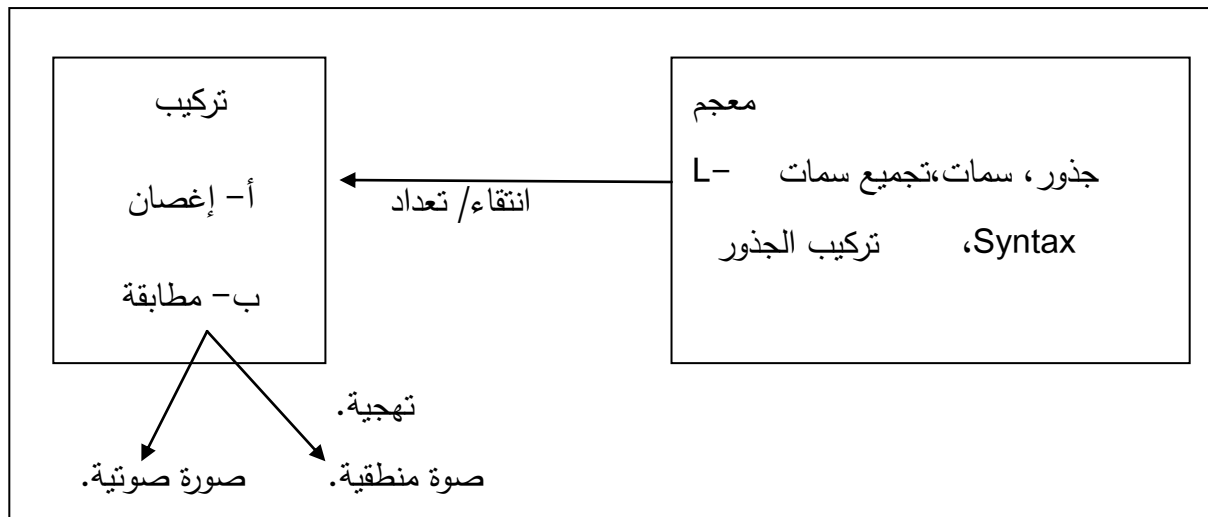 معجم
جذور، سمات،تجميع سمات L-
Syntax، تركيب الجذور
انتقاء/ تعداد
تركيب
أ- إغصان
ب- مطابقة
تهجية.
صوة منطقية.
صورة صوتية.